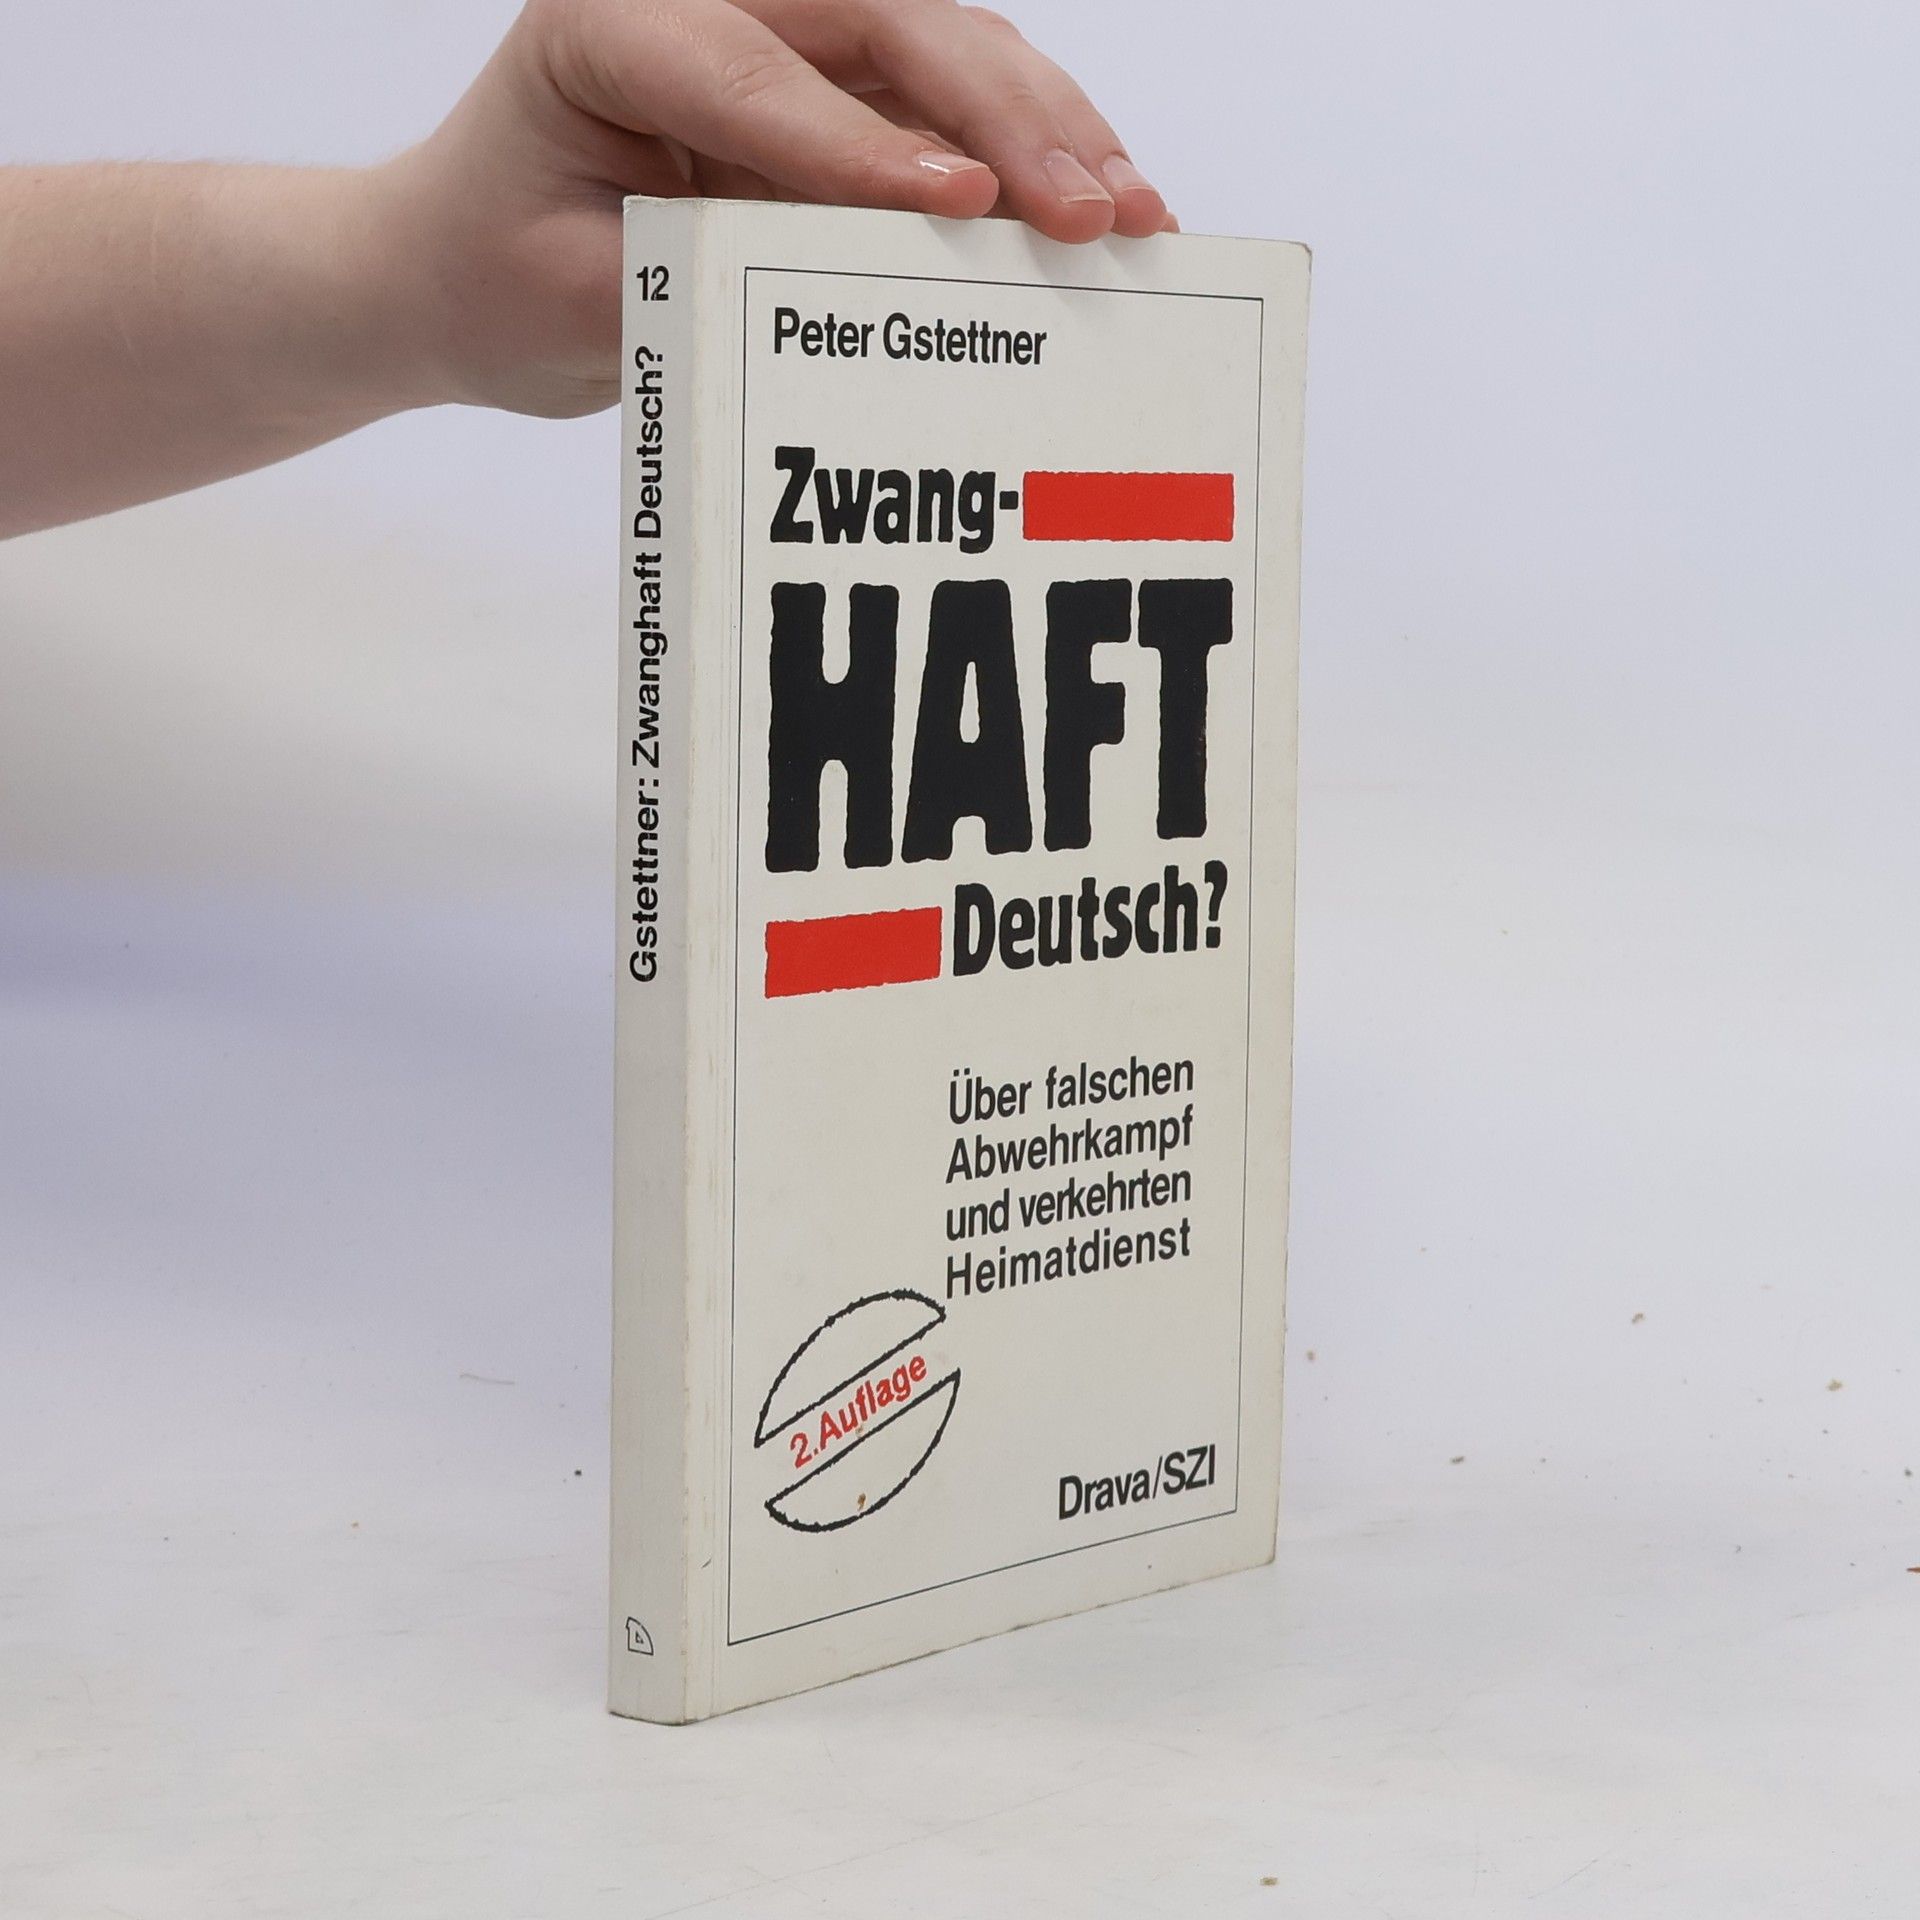 12
Gstettner: Zwanghaft Deutsch?
Peter Gstettner
Zwang-
HAFT
Deutsch?
Über falschen
Abwehrkampf
und verkehrten
Heimatdienst
2.Auflage
Drava/SZI